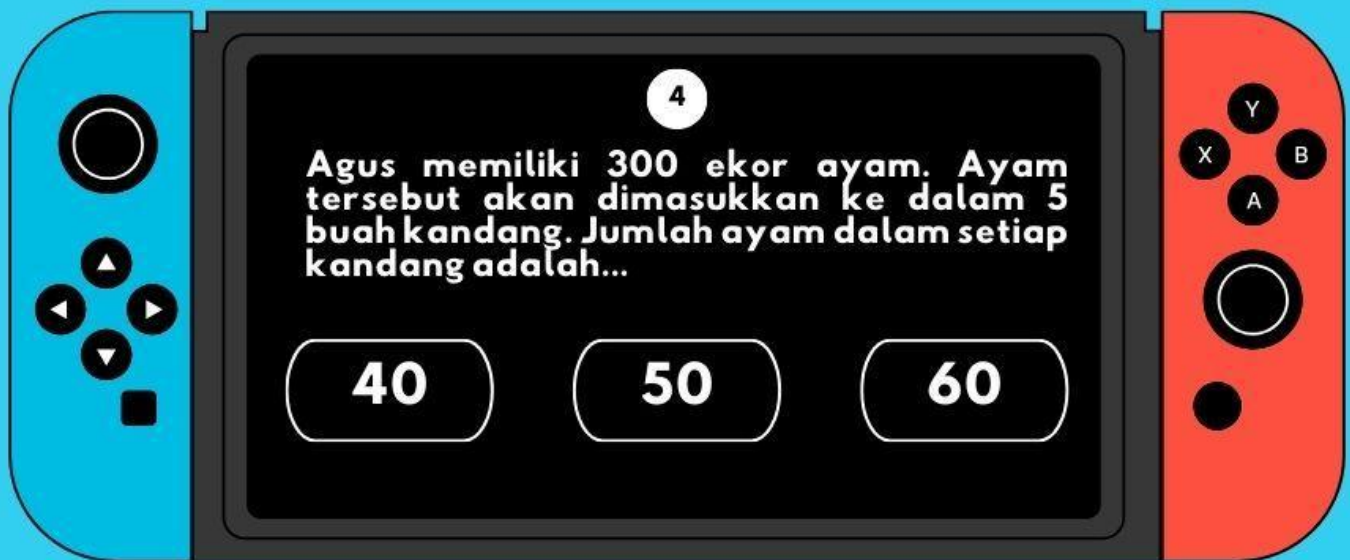 4
Agus memiliki 300 ekor ayam. Ayam
tersebut akan dimasukkan ke dalam 5
buah kandang. Jumlah ayam dalam setiap
kandang adalah...
40 50 60
Y
X B
A